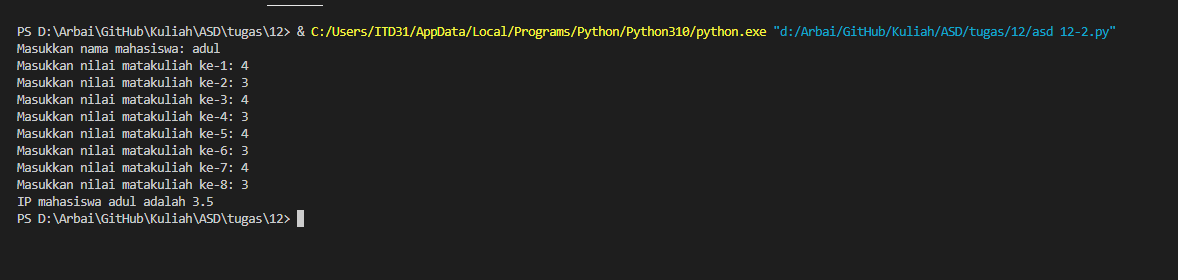 PS D:\Arbai\GitHub\Kuliah\ASD\tugas\12> & C:/Users/ITD31/AppData/Local/Programs/Python/Python310/python.exe "d:/Arbai/GitHub/Kuliah/ASD/tugas/12/asd 12-2.py"
Masukkan nama mahasiswa: adul
Masukkan nilai matakuliah ke-1: 4
Masukkan nilai matakuliah ke-2: 3
Masukkan nilai matakuliah ke-3: 4
Masukkan nilai matakuliah ke-4: 3
Masukkan nilai matakuliah ke-5: 4
Masukkan nilai matakuliah ke-6: 3
Masukkan nilai matakuliah ke-7: 4
Masukkan nilai matakuliah ke-8: 3
IP mahasiswa adul adalah 3.5
PS D:\Arbai\GitHub\Kuliah\ASD\tugas\12>